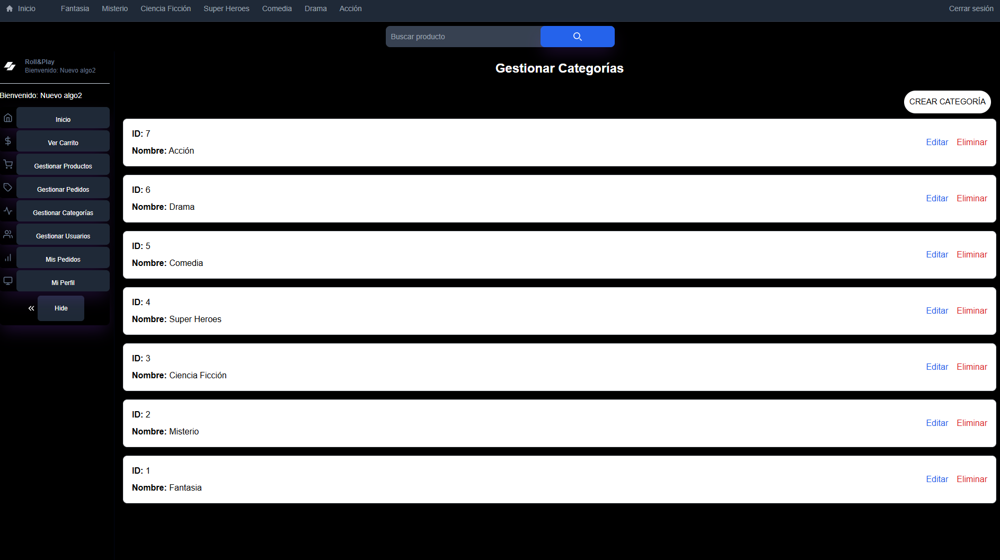 Inicio Fantasia Misterio Ciencia Ficción Super Heroes Comedia Drama Acción Cerrar sesión
Buscar producto
Roll&Play
Bienvenido: Nuevo algo2
Bienvenido: Nuevo algo2
Inicio
Ver Carrito
Gestionar Productos
Gestionar Pedidos
Gestionar Categorías
Gestionar Usuarios
Mis Pedidos
Mi Perfil
Hide
Gestionar Categorías
CREAR CATEGORÍA
ID: 7
Nombre: Acción
Editar Eliminar
ID: 6
Nombre: Drama
Editar Eliminar
ID: 5
Nombre: Comedia
Editar Eliminar
ID: 4
Nombre: Super Heroes
Editar Eliminar
ID: 3
Nombre: Ciencia Ficción
Editar Eliminar
ID: 2
Nombre: Misterio
Editar Eliminar
ID: 1
Nombre: Fantasia
Editar Eliminar